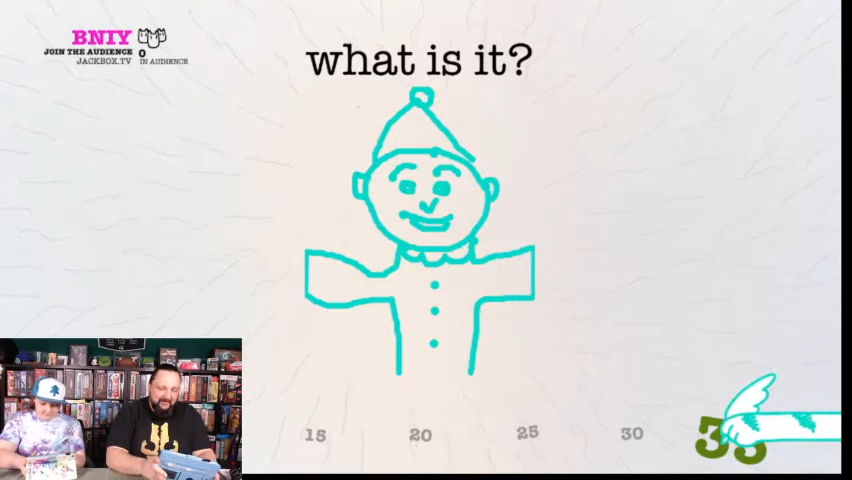 BNIY
JOIN THE AUDIENCE
0
JACKBOX.TV
IN AUDIENCE
what is it?
15 20 25 30